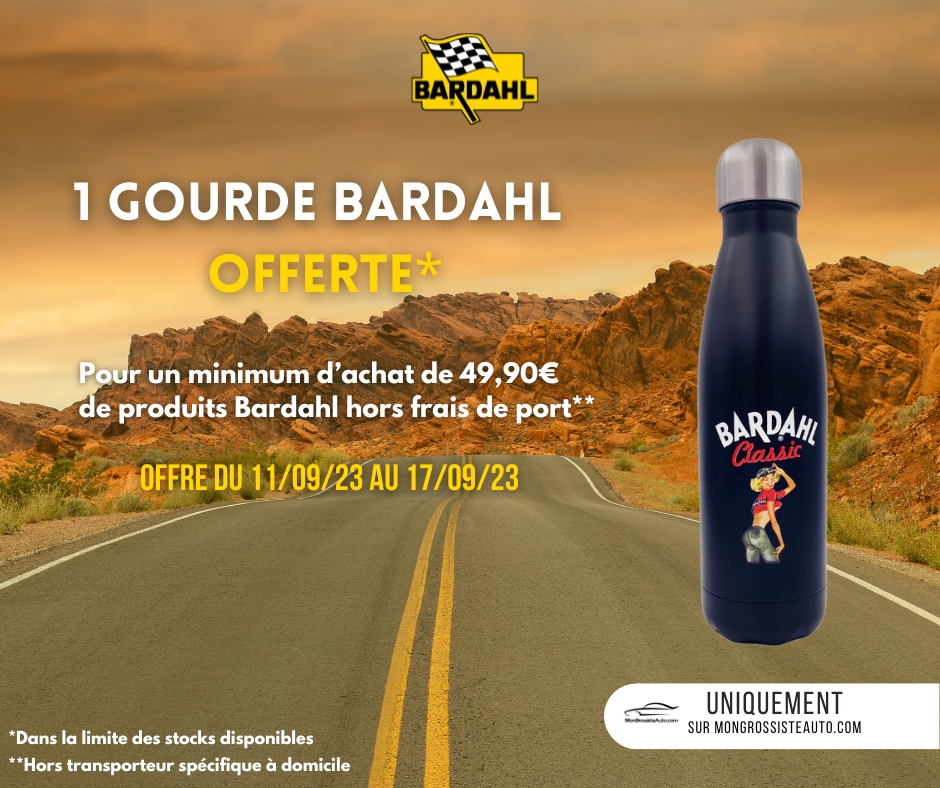 BARDAHL
1 GOURDE BARDAHL
OFFERTE*
Pour un minimum d'achat de 49,90€
de produits Bardahl hors frais de port**
OFFRE DU 11/09/23 AU 17/09/23
BARDAHL
Classic
MonGrossisteAuto.com
UNIQUEMENT
SUR MONGROSSISTEAUTO.COM
*Dans la limite des stocks disponibles
**Hors transporteur spécifique à domicile